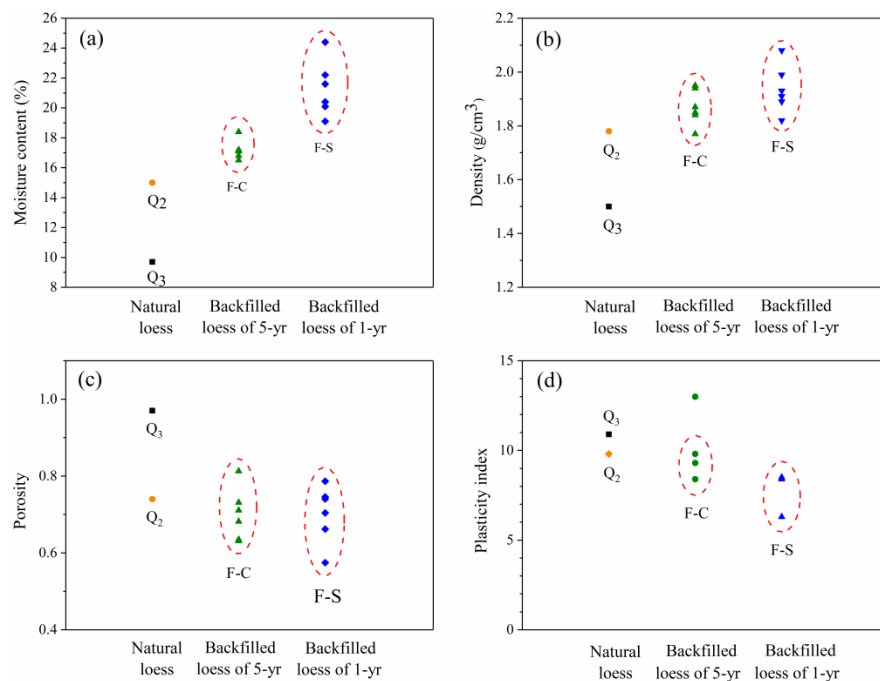 (a)
Moisture content (%)
26
24
22
20
18
16
14
12
10
8
Q2
Q3
F-C
F-S
Natural
loess
Backfilled
loess of 5-yr
Backfilled
loess of 1-yr
(b)
Density (g/cm³)
2.2
2.0
1.8
1.6
1.4
1.2
Q₂
Q₃
F-C
F-S
Natural
loess
Backfilled
loess of 5-yr
Backfilled
loess of 1-yr
(c)
Porosity
1.0
0.8
0.6
0.4
Q₃
Q₂
F-C
F-S
Natural
loess
Backfilled
loess of 5-yr
Backfilled
loess of 1-yr
(d)
Plasticity index
15
10
5
0
Q₃
Q₂
F-C
F-S
Natural
loess
Backfilled
loess of 5-yr
Backfilled
loess of 1-yr